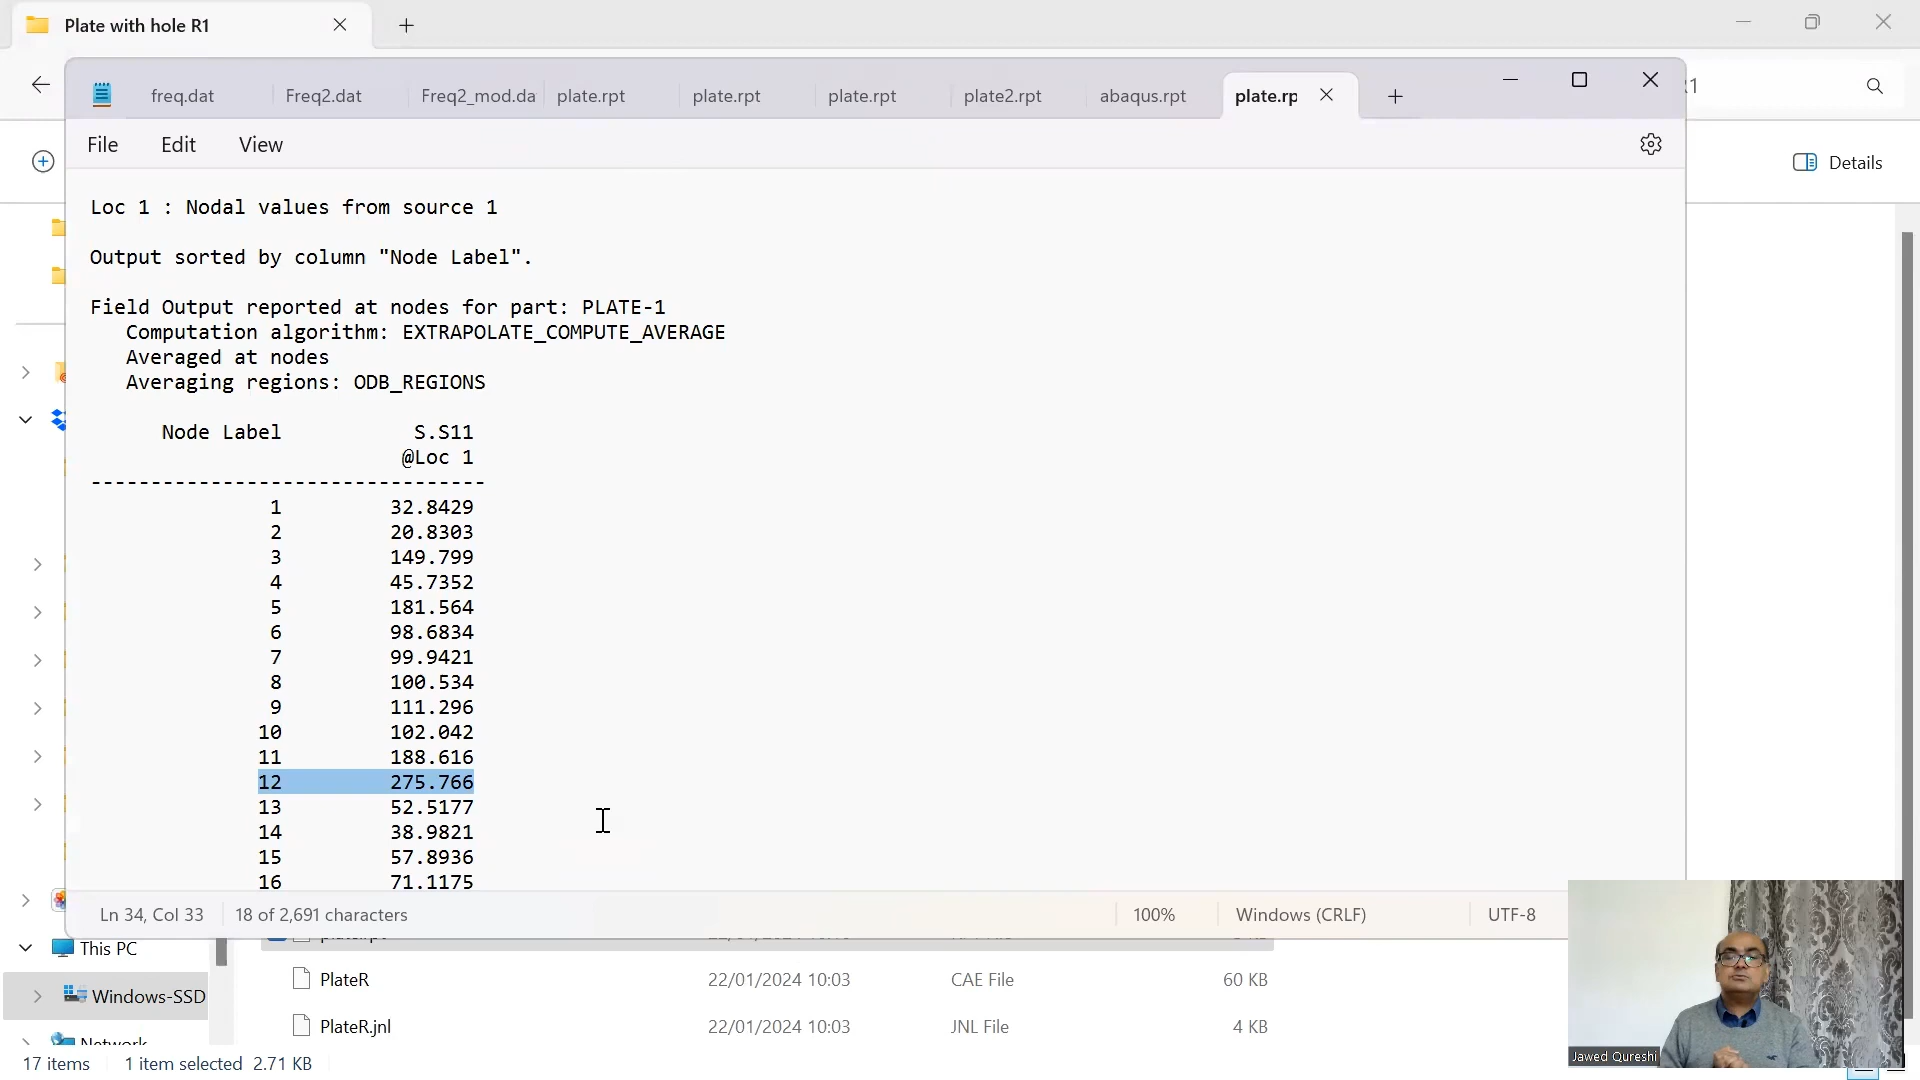 Plate with hole R1
freq.dat
Freq2.dat
Freq2_mod.da
plate.rpt
plate.rpt
plate.rpt
plate2.rpt
abaqus.rpt
plate.rp
File
Edit
View
Details
Loc 1 : Nodal values from source 1
Output sorted by column "Node Label".
Field Output reported at nodes for part: PLATE-1
Computation algorithm: EXTRAPOLATE_COMPUTE_AVERAGE
Averaged at nodes
Averaging regions: ODB_REGIONS
Node Label S.S11
@Loc 1
---------------------------------
1 32.8429
2 20.8303
3 149.799
4 45.7352
5 181.564
6 98.6834
7 99.9421
8 100.534
9 111.296
10 102.042
11 188.616
12 275.766
13 52.5177
14 38.9821
15 57.8936
16 71.1175
Ln 34, Col 33
18 of 2,691 characters
100%
Windows (CRLF)
UTF-8
This PC
PlateR 22/01/2024 10:03 CAE File 60 KB
Windows-SSD
PlateR.jnl 22/01/2024 10:03 JNL File 4 KB
Network
17 items
1 item selected 2.71 KB
Jawed Qureshi